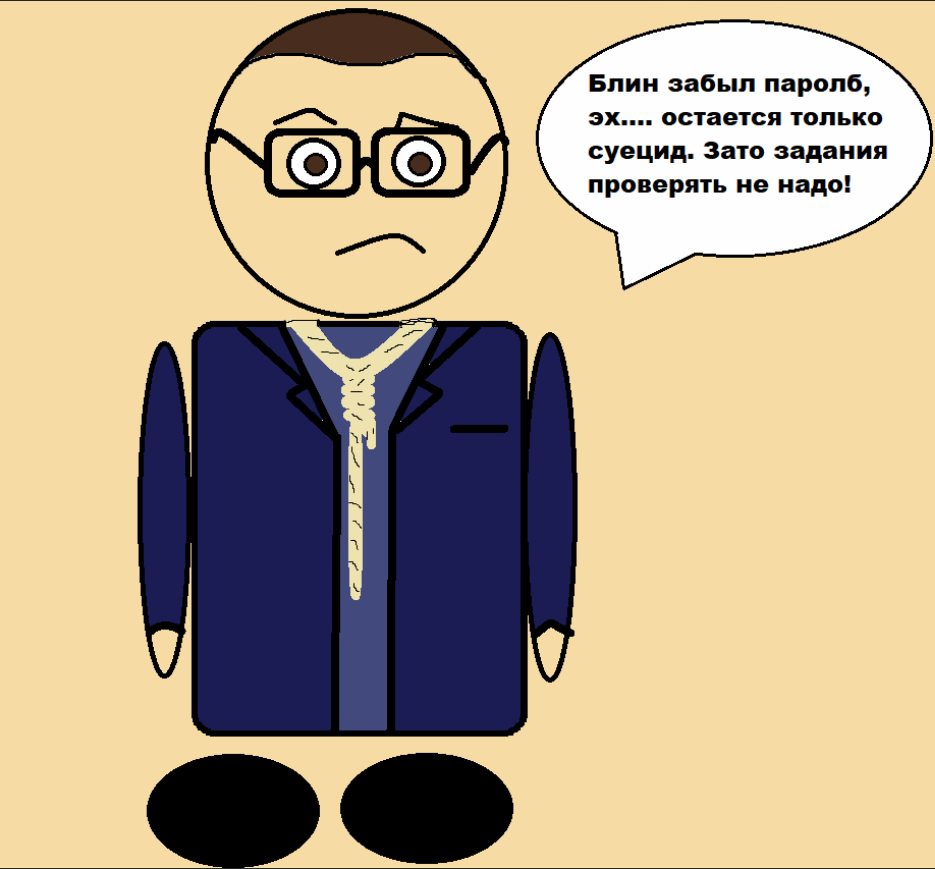 Блин забыл паролб,
эх.... остается только
суецид. Зато задания
проверять не надо!